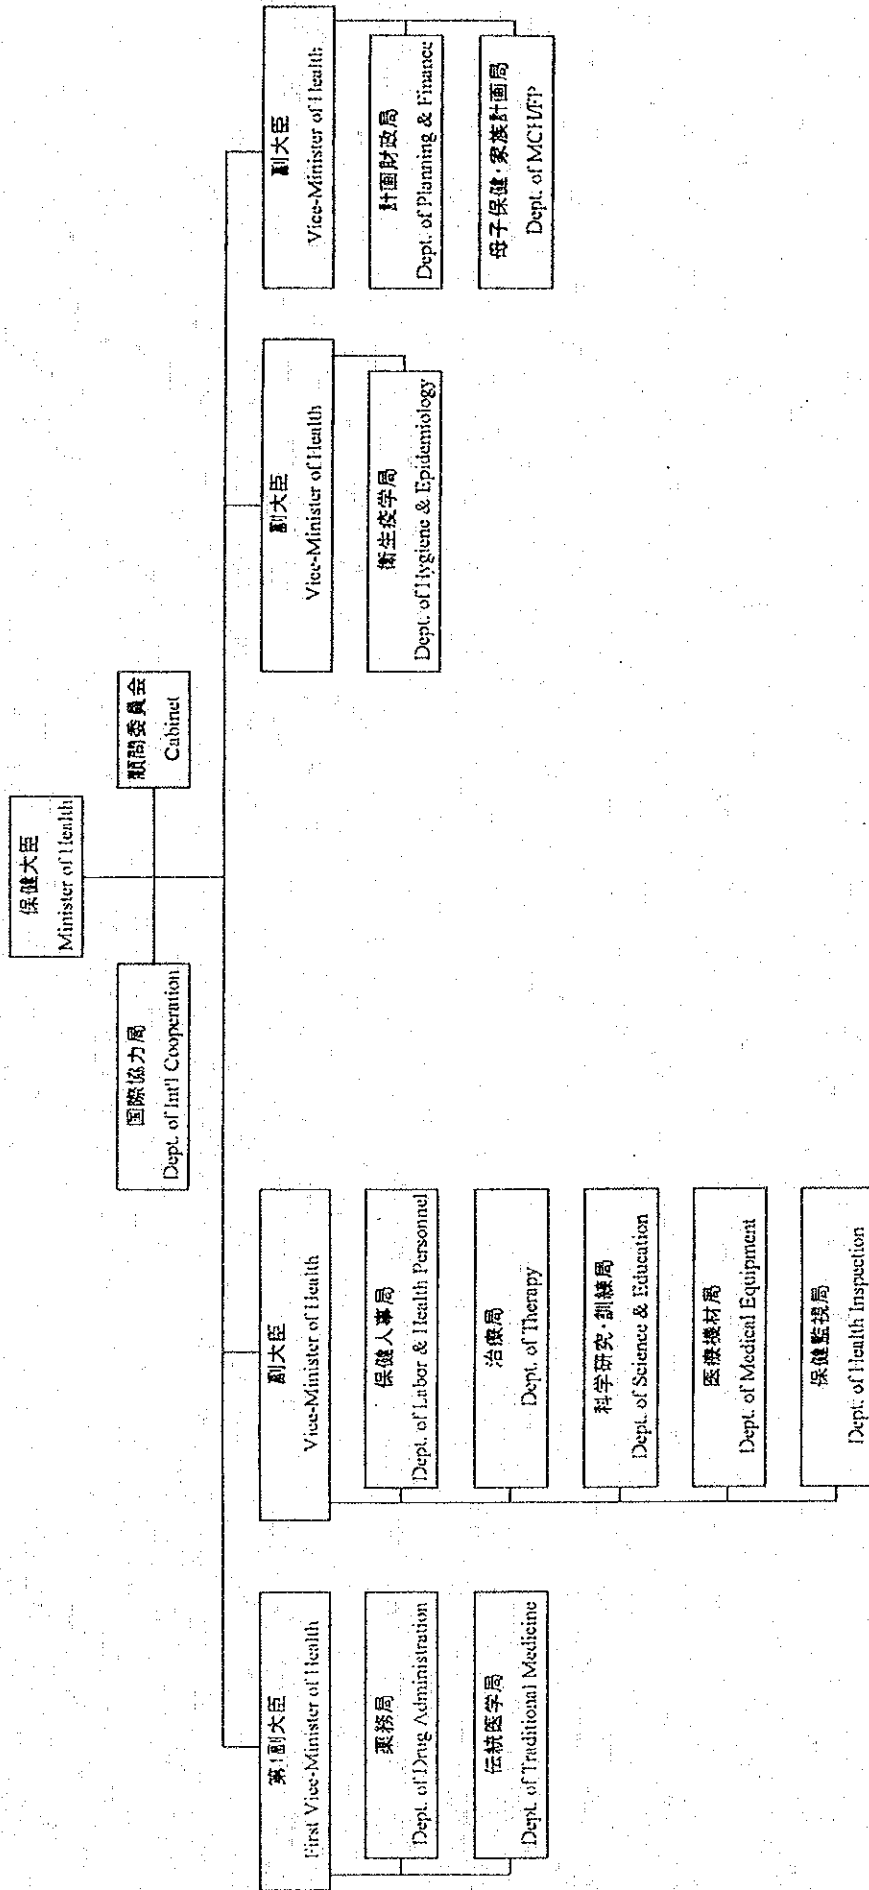 保健大臣
Minister of Health
国際協力局
Dept. of Int'l Cooperation
顧問委員会
Cabinet
第1副大臣
First Vice-Minister of Health
薬務局
Dept. of Drug Administration
伝統医学局
Dept. of Traditional Medicine
副大臣
Vice-Minister of Health
保健人事局
Dept. of Labor & Health Personnel
治療局
Dept. of Therapy
科学研究・訓練局
Dept. of Science & Education
医療機材局
Dept. of Medical Equipment
保健監視局
Dept. of Health Inspection
副大臣
Vice-Minister of Health
衛生疫学局
Dept. of Hygiene & Epidemiology
副大臣
Vice-Minister of Health
計画財政局
Dept. of Planning & Finance
母子保健・家族計画局
Dept. of MCH/FP